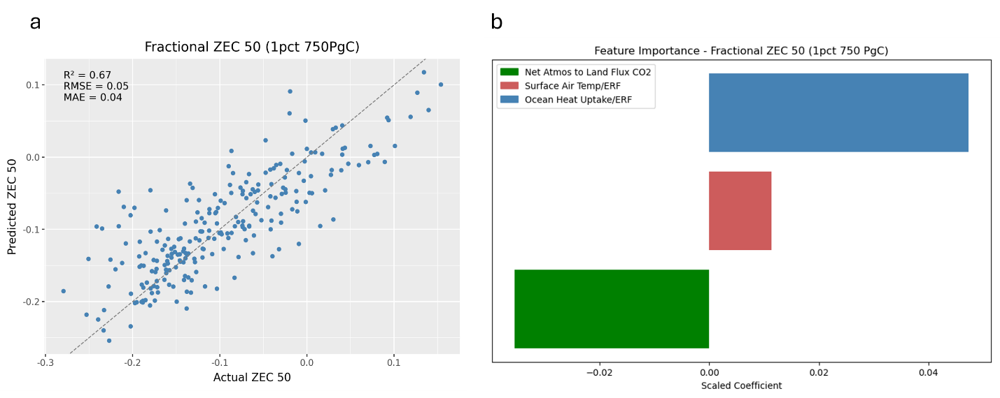 a
Fractional ZEC 50 (1pct 750PgC)
R² = 0.67
RMSE = 0.05
MAE = 0.04
Predicted ZEC 50
0.1
0.0
-0.1
-0.2
-0.3
-0.2
-0.1
0.0
0.1
Actual ZEC 50
b
Feature Importance - Fractional ZEC 50 (1pct 750 PgC)
Net Atmos to Land Flux CO2
Surface Air Temp/ERF
Ocean Heat Uptake/ERF
−0.02
0.00
0.02
0.04
Scaled Coefficient